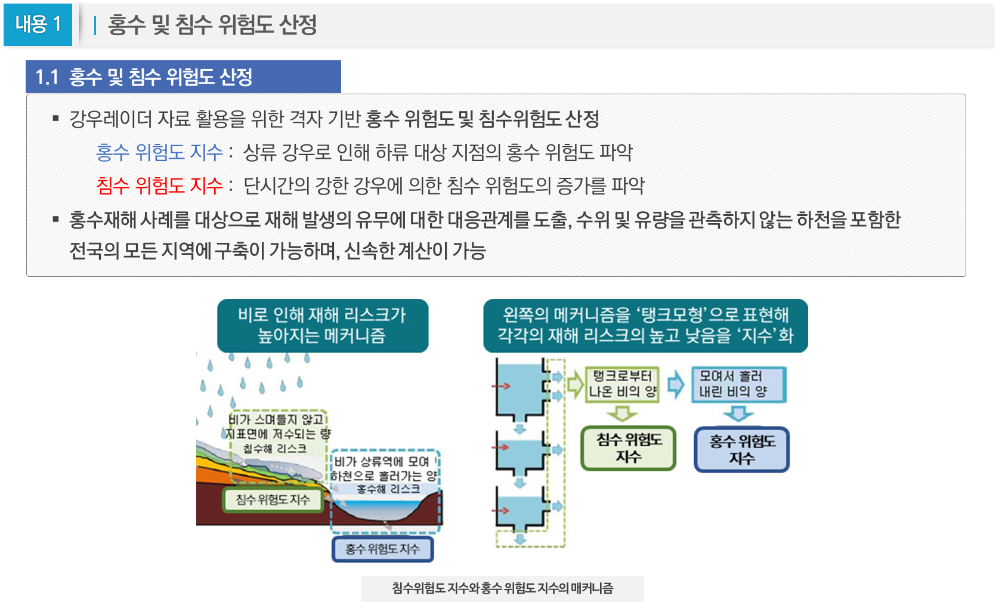 내용 1
홍수 및 침수 위험도 산정
1.1 홍수 및 침수 위험도 산정
▪ 강우레이더 자료 활용을 위한 격자 기반 홍수 위험도 및 침수위험도 산정
홍수 위험도 지수 : 상류 강우로 인해 하류 대상 지점의 홍수 위험도 파악
침수 위험도 지수 : 단시간의 강한 강우에 의한 침수 위험도의 증가를 파악
▪ 홍수재해 사례를 대상으로 재해 발생의 유무에 대한 대응관계를 도출, 수위 및 유량을 관측하지 않는 하천을 포함한
전국의 모든 지역에 구축이 가능하며, 신속한 계산이 가능
비로 인해 재해 리스크가
높아지는 메커니즘
비가 스며들지 않고
지표면에 저수되는 량
침수해 리스크
침수 위험도 지수
비가 상류역에 모여
하천으로 흘러가는 양
홍수해 리스크
홍수 위험도 지수
왼쪽의 메커니즘을 ‘탱크모형’으로 표현해
각각의 재해 리스크의 높고 낮음을 ‘지수’화
탱크로부터
나온 비의 양
모여서 흘러
내린 비의 양
침수 위험도
지수
홍수 위험도
지수
침수위험도 지수와 홍수 위험도 지수의 매커니즘